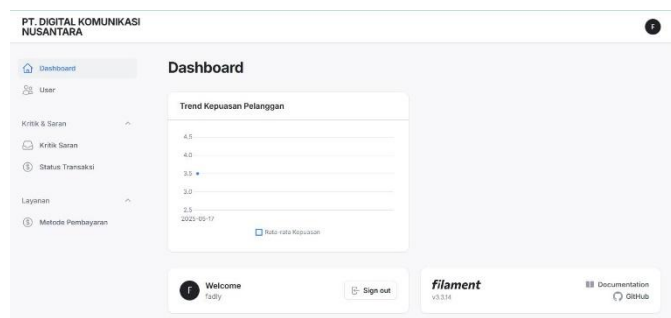 PT. DIGITAL KOMUNIKASI
NUSANTARA
F
Dashboard
User
Kritik & Saran
Kritik Saran
Status Transaksi
Layanan
Metode Pembayaran
Dashboard
Trend Kepuasan Pelanggan
4.5
4.0
3.5
3.0
2.5
2025-05-17
Rata-rata Kepuasan
F
Welcome
fadly
Sign out
filament
v3.3.14
Documentation
GitHub